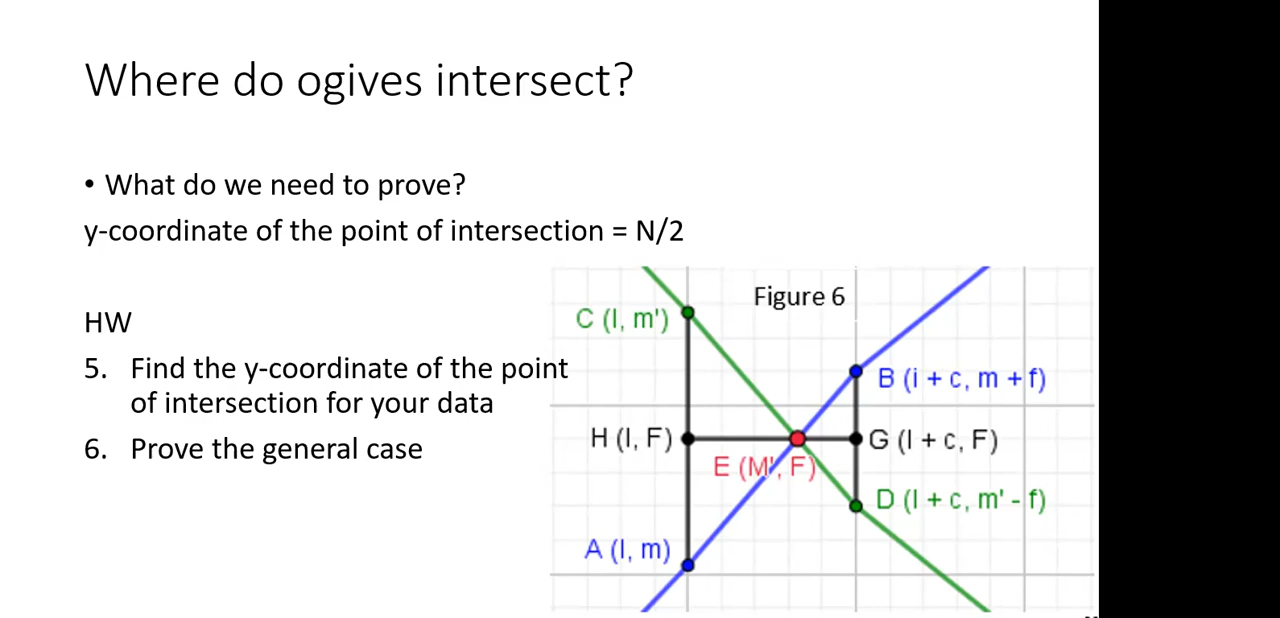 Where do ogives intersect?
• What do we need to prove?
y-coordinate of the point of intersection = N/2
HW
5. Find the y-coordinate of the point
of intersection for your data
6. Prove the general case
Figure 6
C (l, m')
B (i + c, m + f)
H (l, F)
G (l + c, F)
E (M', F)
D (l + c, m' - f)
A (l, m)